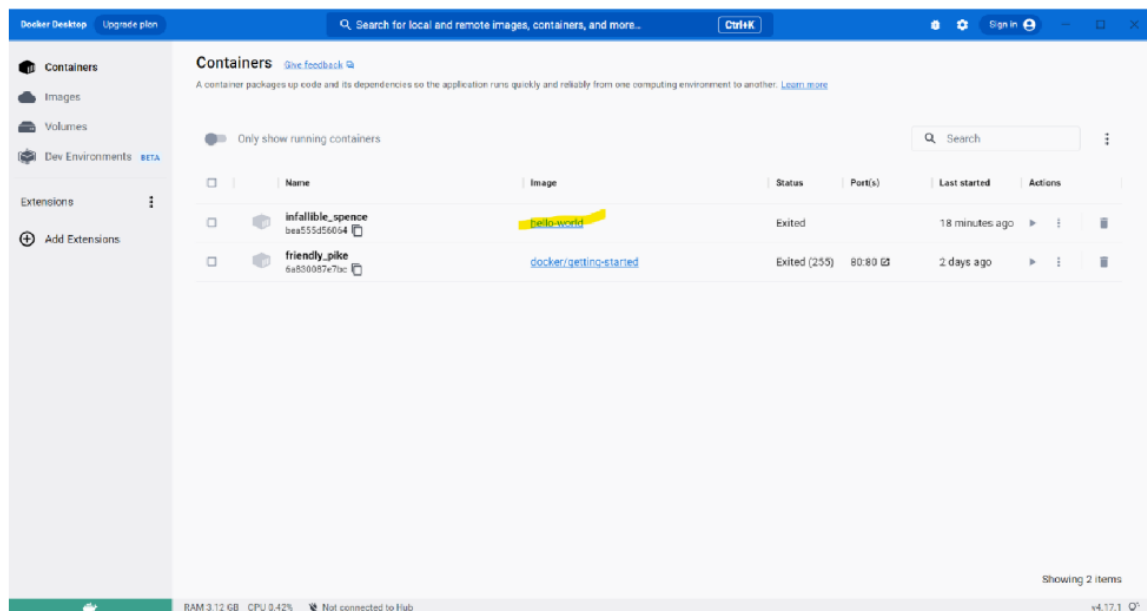 Docker Desktop Upgrade plan Search for local and remote images, containers, and more... Ctrl+K Sign in
Containers
Images
Volumes
Dev Environments BETA
Extensions
Add Extensions
Containers Give feedback
A container packages up code and its dependencies so the application runs quickly and reliably from one computing environment to another. Learn more
Only show running containers Search
Name Image Status Port(s) Last started Actions
infallible_spence hello-world Exited 18 minutes ago
bea555d56064
friendly_pike docker/getting-started Exited (255) 80:80 2 days ago
6a830087e7bc
Showing 2 items
RAM 3.12 GB CPU 0.42% Not connected to Hub v4.17.1